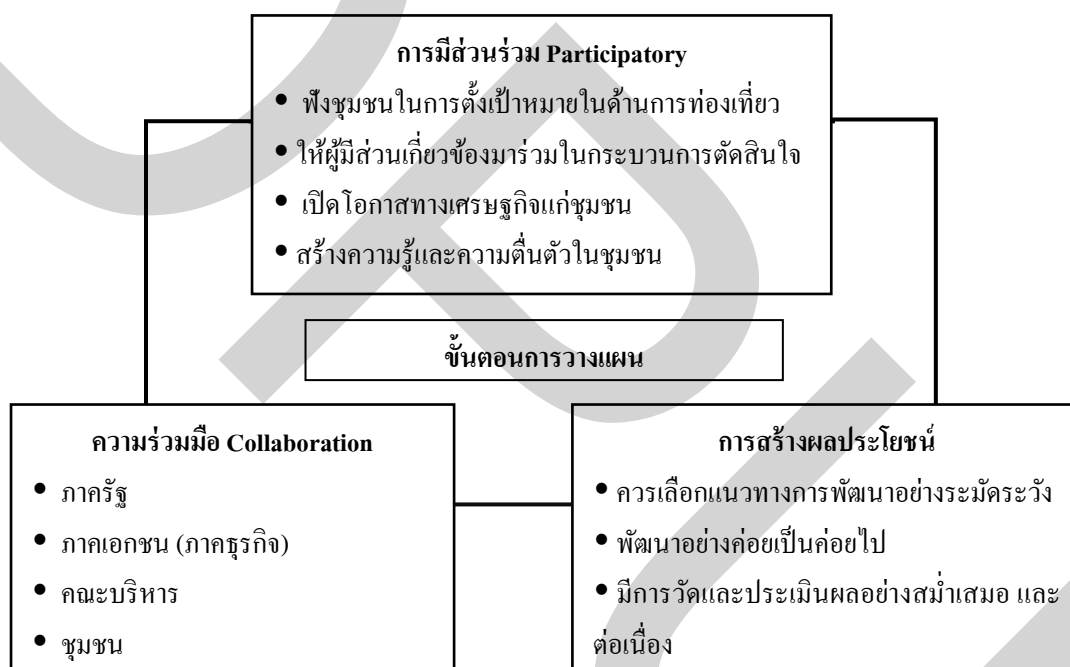 การมีส่วนร่วม Participatory
• ฟังชุมชนในการตั้งเป้าหมายในด้านการท่องเที่ยว
• ให้ผู้มีส่วนเกี่ยวข้องมาร่วมในกระบวนการตัดสินใจ
• เปิดโอกาสทางเศรษฐกิจแก่ชุมชน
• สร้างความรู้และความตื่นตัวในชุมชน
ขั้นตอนการวางแผน
ความร่วมมือ Collaboration
• ภาครัฐ
• ภาคเอกชน (ภาคธุรกิจ)
• คณะบริหาร
• ชุมชน
การสร้างผลประโยชน์
• ควรเลือกแนวทางการพัฒนาอย่างระมัดระวัง
• พัฒนาอย่างค่อยเป็นค่อยไป
• มีการวัดและประเมินผลอย่างสม่ำเสมอ และ
ต่อเนื่อง